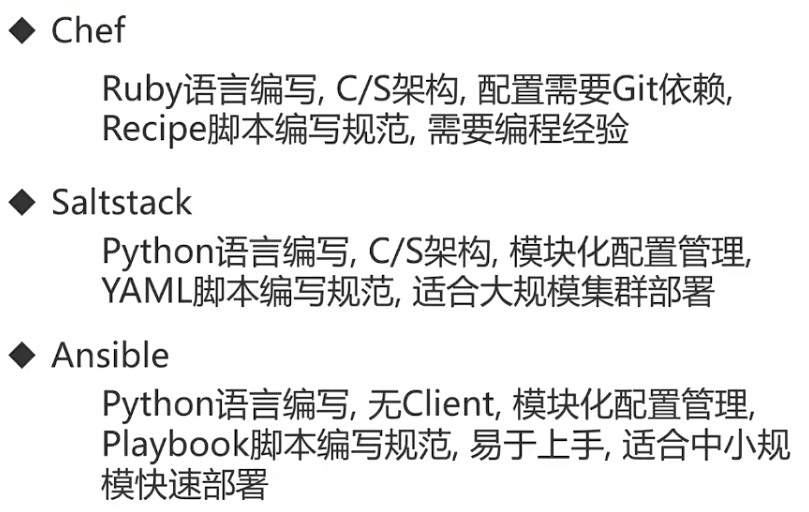 ◆ Chef
Ruby语言编写, C/S架构, 配置需要Git依赖,
Recipe脚本编写规范, 需要编程经验
◆ Saltstack
Python语言编写, C/S架构, 模块化配置管理,
YAML脚本编写规范, 适合大规模集群部署
◆ Ansible
Python语言编写, 无Client, 模块化配置管理,
Playbook脚本编写规范, 易于上手, 适合中小规
模快速部署